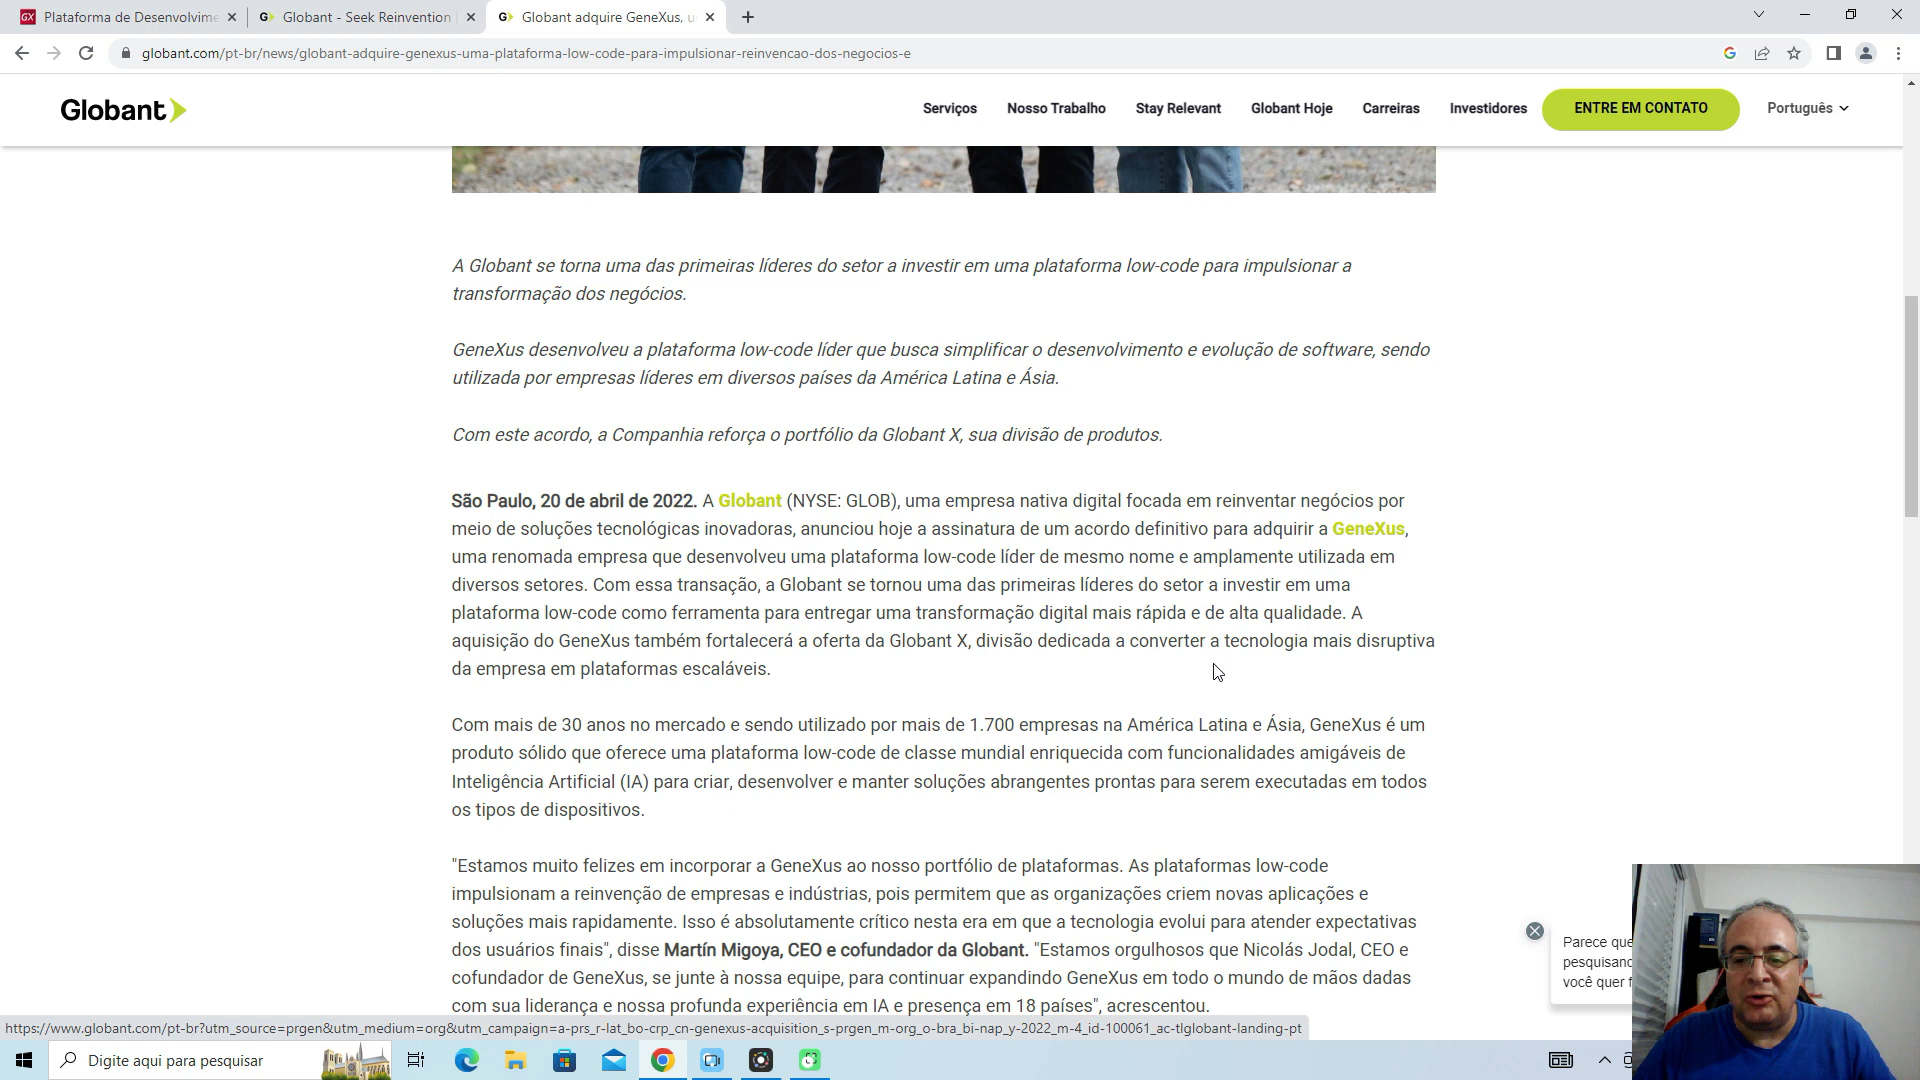 Plataforma de Desenvolvime
Globant - Seek Reinvention
Globant adquire GeneXus, u
globant.com/pt-br/news/globant-adquire-genexus-uma-plataforma-low-code-para-impulsionar-reinvencao-dos-negocios-e
Globant
Serviços
Nosso Trabalho
Stay Relevant
Globant Hoje
Carreiras
Investidores
ENTRE EM CONTATO
Português
A Globant se torna uma das primeiras líderes do setor a investir em uma plataforma low-code para impulsionar a
transformação dos negócios.
GeneXus desenvolveu a plataforma low-code líder que busca simplificar o desenvolvimento e evolução de software, sendo
utilizada por empresas líderes em diversos países da América Latina e Ásia.
Com este acordo, a Companhia reforça o portfólio da Globant X, sua divisão de produtos.
São Paulo, 20 de abril de 2022. A Globant (NYSE: GLOB), uma empresa nativa digital focada em reinventar negócios por
meio de soluções tecnológicas inovadoras, anunciou hoje a assinatura de um acordo definitivo para adquirir a GeneXus,
uma renomada empresa que desenvolveu uma plataforma low-code líder de mesmo nome e amplamente utilizada em
diversos setores. Com essa transação, a Globant se tornou uma das primeiras líderes do setor a investir em uma
plataforma low-code como ferramenta para entregar uma transformação digital mais rápida e de alta qualidade. A
aquisição do GeneXus também fortalecerá a oferta da Globant X, divisão dedicada a converter a tecnologia mais disruptiva
da empresa em plataformas escaláveis.
Com mais de 30 anos no mercado e sendo utilizado por mais de 1.700 empresas na América Latina e Ásia, GeneXus é um
produto sólido que oferece uma plataforma low-code de classe mundial enriquecida com funcionalidades amigáveis de
Inteligência Artificial (IA) para criar, desenvolver e manter soluções abrangentes prontas para serem executadas em todos
os tipos de dispositivos.
"Estamos muito felizes em incorporar a GeneXus ao nosso portfólio de plataformas. As plataformas low-code
impulsionam a reinvenção de empresas e indústrias, pois permitem que as organizações criem novas aplicações e
soluções mais rapidamente. Isso é absolutamente crítico nesta era em que a tecnologia evolui para atender expectativas
dos usuários finais", disse Martín Migoya, CEO e cofundador da Globant. "Estamos orgulhosos que Nicolás Jodal, CEO e
cofundador de GeneXus, se junte à nossa equipe, para continuar expandindo GeneXus em todo o mundo de mãos dadas
com sua liderança e nossa profunda experiência em IA e presença em 18 países", acrescentou.
Parece que
pesquisand
você quer f
https://www.globant.com/pt-br?utm_source=prgen&utm_medium=org&utm_campaign=a-prs_r-lat_bo-crp_cn-genexus-acquisition_s-prgen_m-org_o-bra_bi-nap_y-2022_m-4_id-100061_ac-tlglobant-landing-pt
Digite aqui para pesquisar